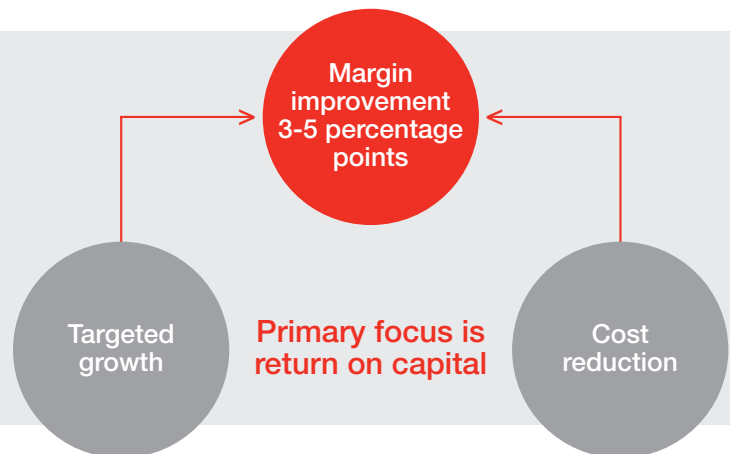 Margin
improvement
3-5 percentage
points
Targeted
growth
Primary focus is
return on capital
Cost
reduction